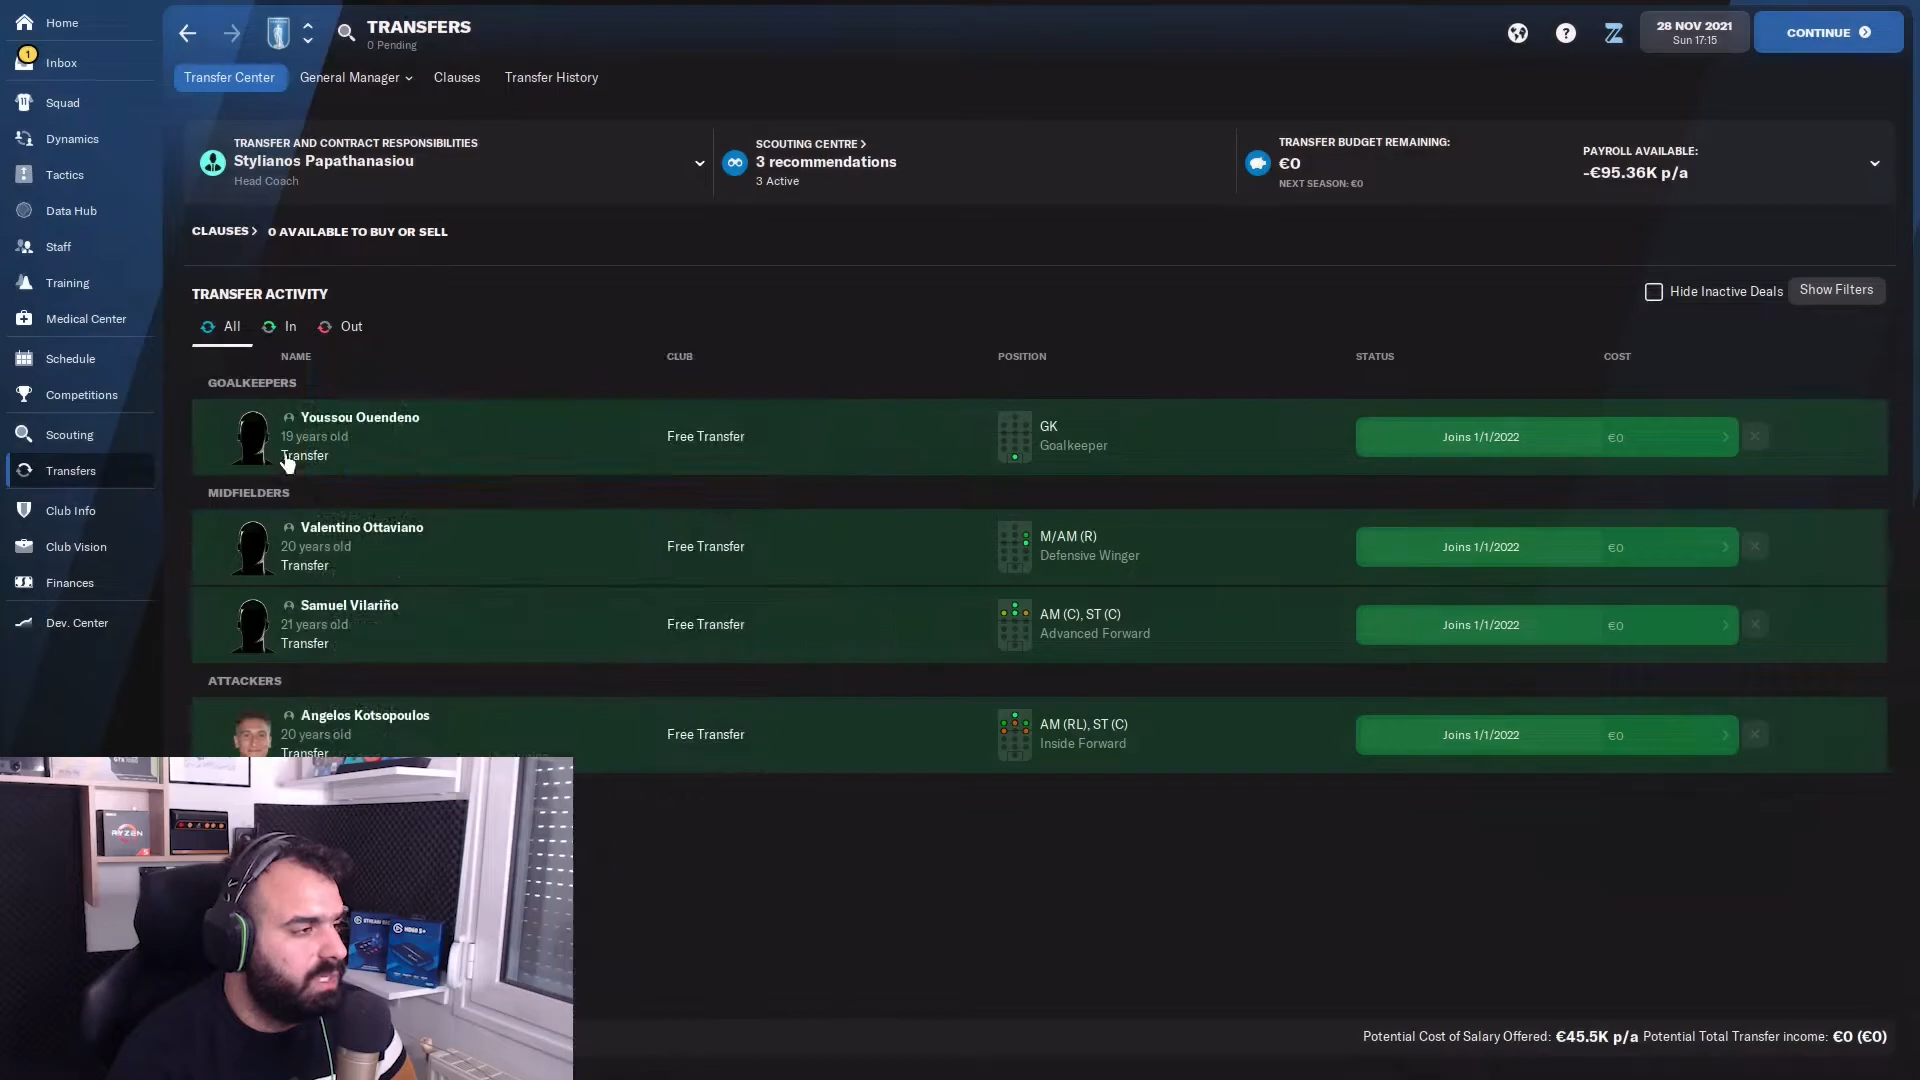 Home
1
Inbox
Squad
Dynamics
Tactics
Data Hub
Staff
Training
Medical Center
Schedule
Competitions
Scouting
Transfers
Club Info
Club Vision
Finances
Dev. Center
TRANSFERS
0 Pending
28 NOV 2021
Sun 17:15
CONTINUE
Transfer Center
General Manager
Clauses
Transfer History
TRANSFER AND CONTRACT RESPONSIBILITIES
Stylianos Papathanasiou
Head Coach
SCOUTING CENTRE >
3 recommendations
3 Active
TRANSFER BUDGET REMAINING:
€0
NEXT SEASON: €0
PAYROLL AVAILABLE:
-€95.36K p/a
CLAUSES > 0 AVAILABLE TO BUY OR SELL
TRANSFER ACTIVITY
Hide Inactive Deals
Show Filters
All
In
Out
NAME CLUB POSITION STATUS COST
GOALKEEPERS
Youssou Ouendeno
19 years old
Transfer
Free Transfer
GK
Goalkeeper
Joins 1/1/2022 €0
MIDFIELDERS
Valentino Ottaviano
20 years old
Transfer
Free Transfer
M/AM (R)
Defensive Winger
Joins 1/1/2022 €0
Samuel Vilariño
21 years old
Transfer
Free Transfer
AM (C), ST (C)
Advanced Forward
Joins 1/1/2022 €0
ATTACKERS
Angelos Kotsopoulos
20 years old
Transfer
Free Transfer
AM (RL), ST (C)
Inside Forward
Joins 1/1/2022 €0
RYZEN
5
HD60 S+
Potential Cost of Salary Offered: €45.5K p/a Potential Total Transfer income: €0 (€0)